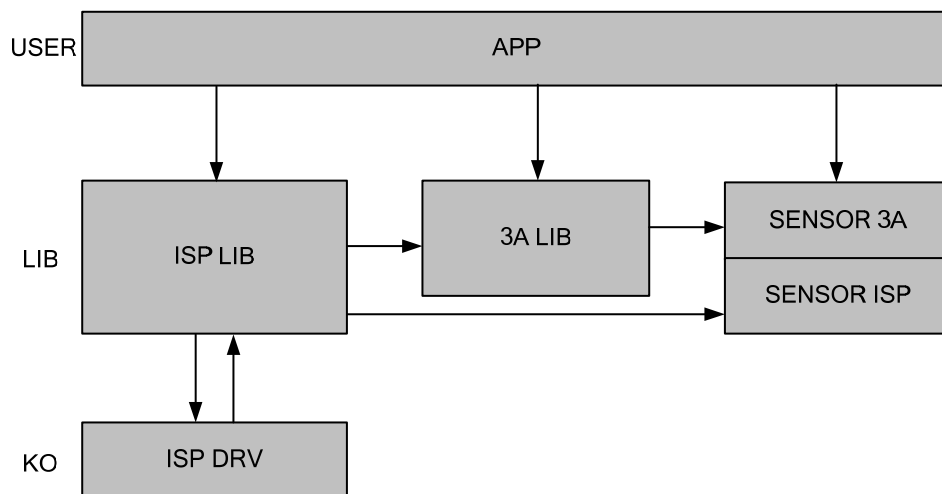 USER
APP
LIB
ISP LIB
3A LIB
SENSOR 3A
SENSOR ISP
KO
ISP DRV